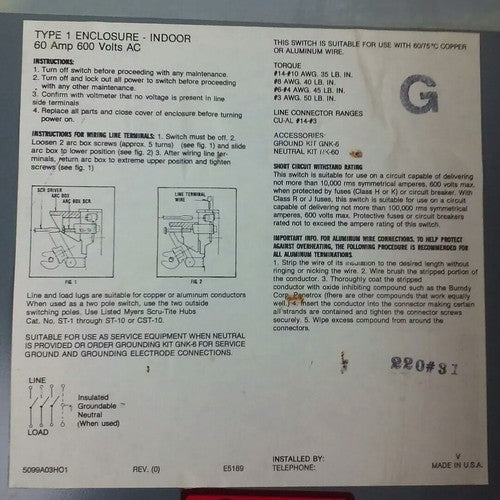 TYPE 1 ENCLOSURE - INDOOR
60 Amp 600 Volts AC
INSTRUCTIONS:
1. Turn off switch before proceeding with any maintenance.
2. Turn off and lock out all power to switch before proceeding
with any other maintenance.
3. Confirm with voltmeter that no voltage is present in line
side terminals
4. Replace all parts and close cover of enclosure before turning
power on.
INSTRUCTIONS FOR WIRING LINE TERMINALS: 1. Switch must be off. 2.
Loosen 2 arc box screws (approx. 5 turns) (see fig. 1) and slide
arc box to lower position (see fig. 2) 3. After wiring line ter-
minals, return arc box to extreme upper position and tighten
screws (see fig. 1)
SCR DRIVER
ARC BOX
ARC BOX SCR
FIG 1
LINE TERMINAL
WIRE
FIG 2
Line and load lugs are suitable for copper or aluminum conductors
When used as a two pole switch, use the two outside
switching poles. Use Listed Myers Scru-Tite Hubs
Cat. No. ST-1 through ST-10 or CST-10.
SUITABLE FOR USE AS SERVICE EQUIPMENT WHEN NEUTRAL
IS PROVIDED OR ORDER GROUNDING KIT GNK-6 FOR SERVICE
GROUND AND GROUNDING ELECTRODE CONNECTIONS.
LINE
Insulated
Groundable
Neutral
(When used)
LOAD
5099A03HO1 REV. (0) E5169
THIS SWITCH IS SUITABLE FOR USE WITH 60/75°C COPPER
OR ALUMINUM WIRE.
TORQUE
#14-#10 AWG. 35 LB. IN.
#8 AWG. 40 LB. IN.
#6-#4 AWG. 45 LB. IN.
#3 AWG. 50 LB. IN.
G
LINE CONNECTOR RANGES
CU-AL #14-#3
ACCESSORIES:
GROUND KIT GNK-6
NEUTRAL KIT NK-60
SHORT CIRCUIT WITHSTAND RATING
This switch is suitable for use on a circuit capable of delivering
not more than 10,000 rms symmetrical amperes, 600 volts max.
when protected by fuses (Class H or K) or circuit breaker. With
Class R or J fuses, this switch is suitable for use on a circuit
capable of delivering not more than 100,000 rms symmetrical
amperes, 600 volts max. Protective fuses or circuit breakers
rated not to exceed the ampere rating of this switch.
IMPORTANT INFO. FOR ALUMINUM WIRE CONNECTIONS. TO HELP PROTECT
AGAINST OVERHEATING, THE FOLLOWING PROCEDURE IS RECOMMENDED FOR
ALL ALUMINUM TERMINATIONS:
1. Strip the wire of its insulation to the desired length without
ringing or nicking the wire. 2. Wire brush the stripped portion of
the conductor. 3. Thoroughly coat the stripped
conductor with oxide inhibiting compound such as the Burndy
Corp. Penetrox (there are other compounds that work equally
well.) 4. Insert the conductor into the connector making certain
all strands are contained and tighten the connector screws
securely. 5. Wipe excess compound from around the
connectors.
220#31
INSTALLED BY:
TELEPHONE:
V
MADE IN U.S.A.